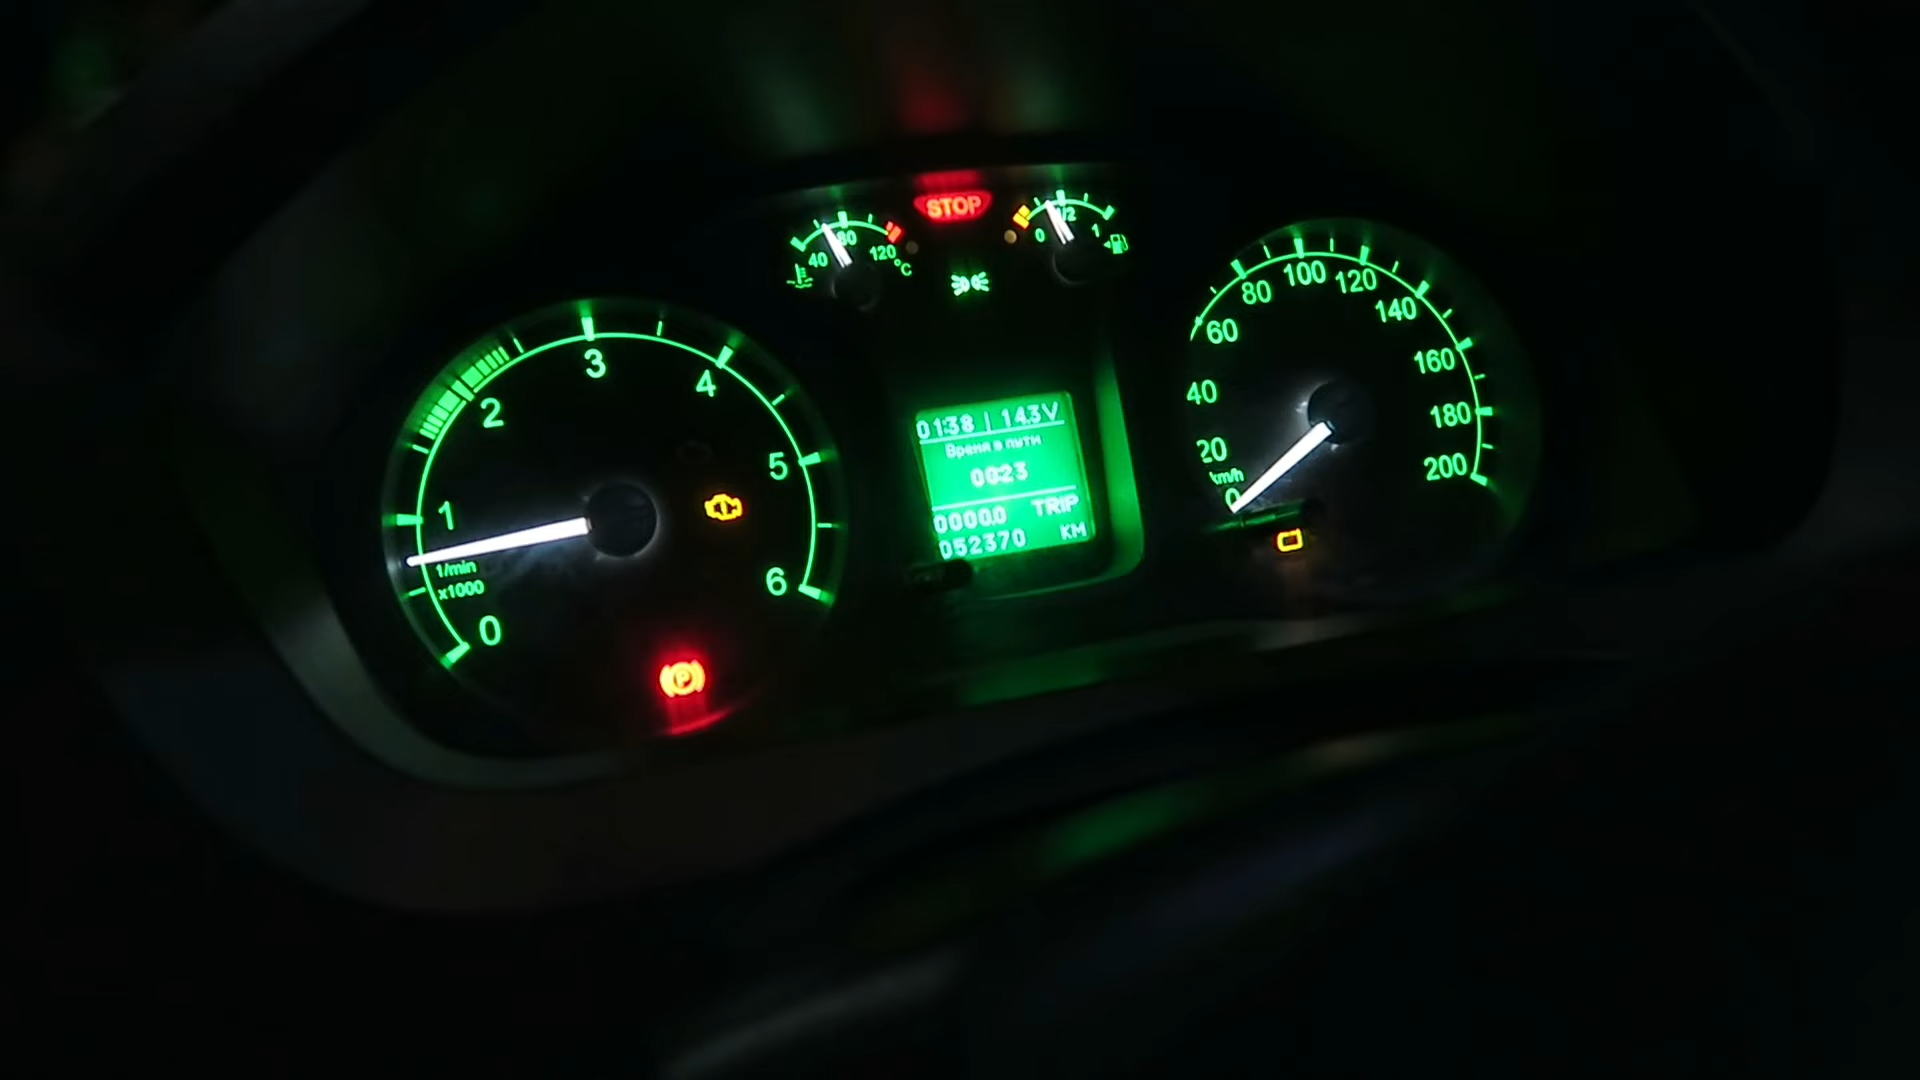 STOP
40 80 120 °C
0 1/2 1
0 1 2 3 4 5 6
1/min
x1000
01:38 | 14.3V
Время в пути
00:23
0000.0 TRIP
052370 KM
0 20 40 60 80 100 120 140 160 180 200
km/h
P